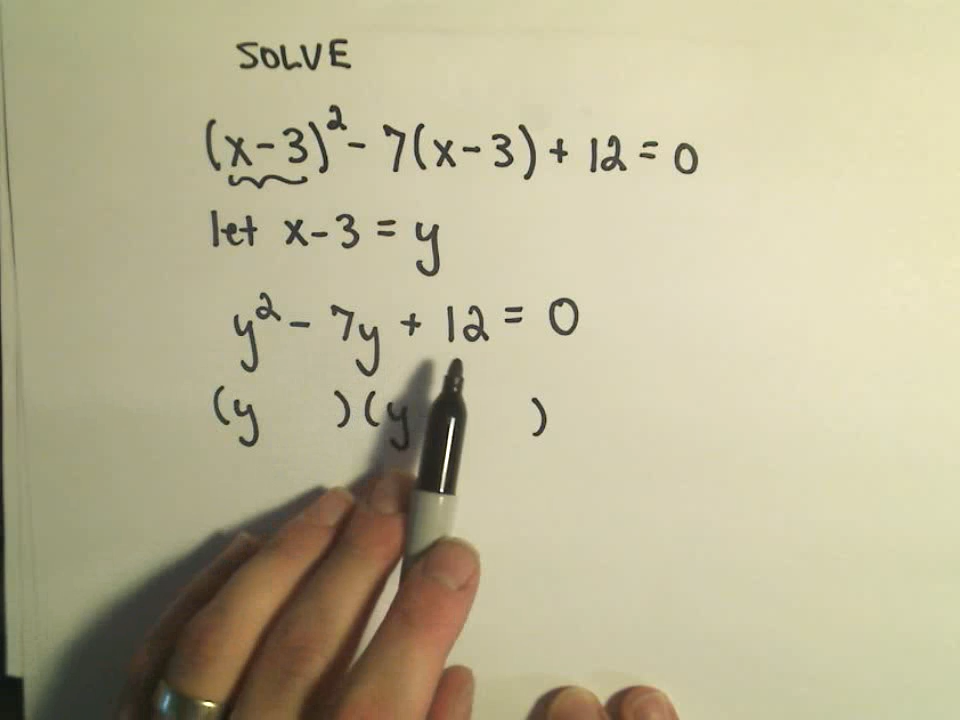 SOLVE
(x-3)² - 7(x-3) + 12 = 0
let x-3 = y
y² - 7y + 12 = 0
(y   )(y   )